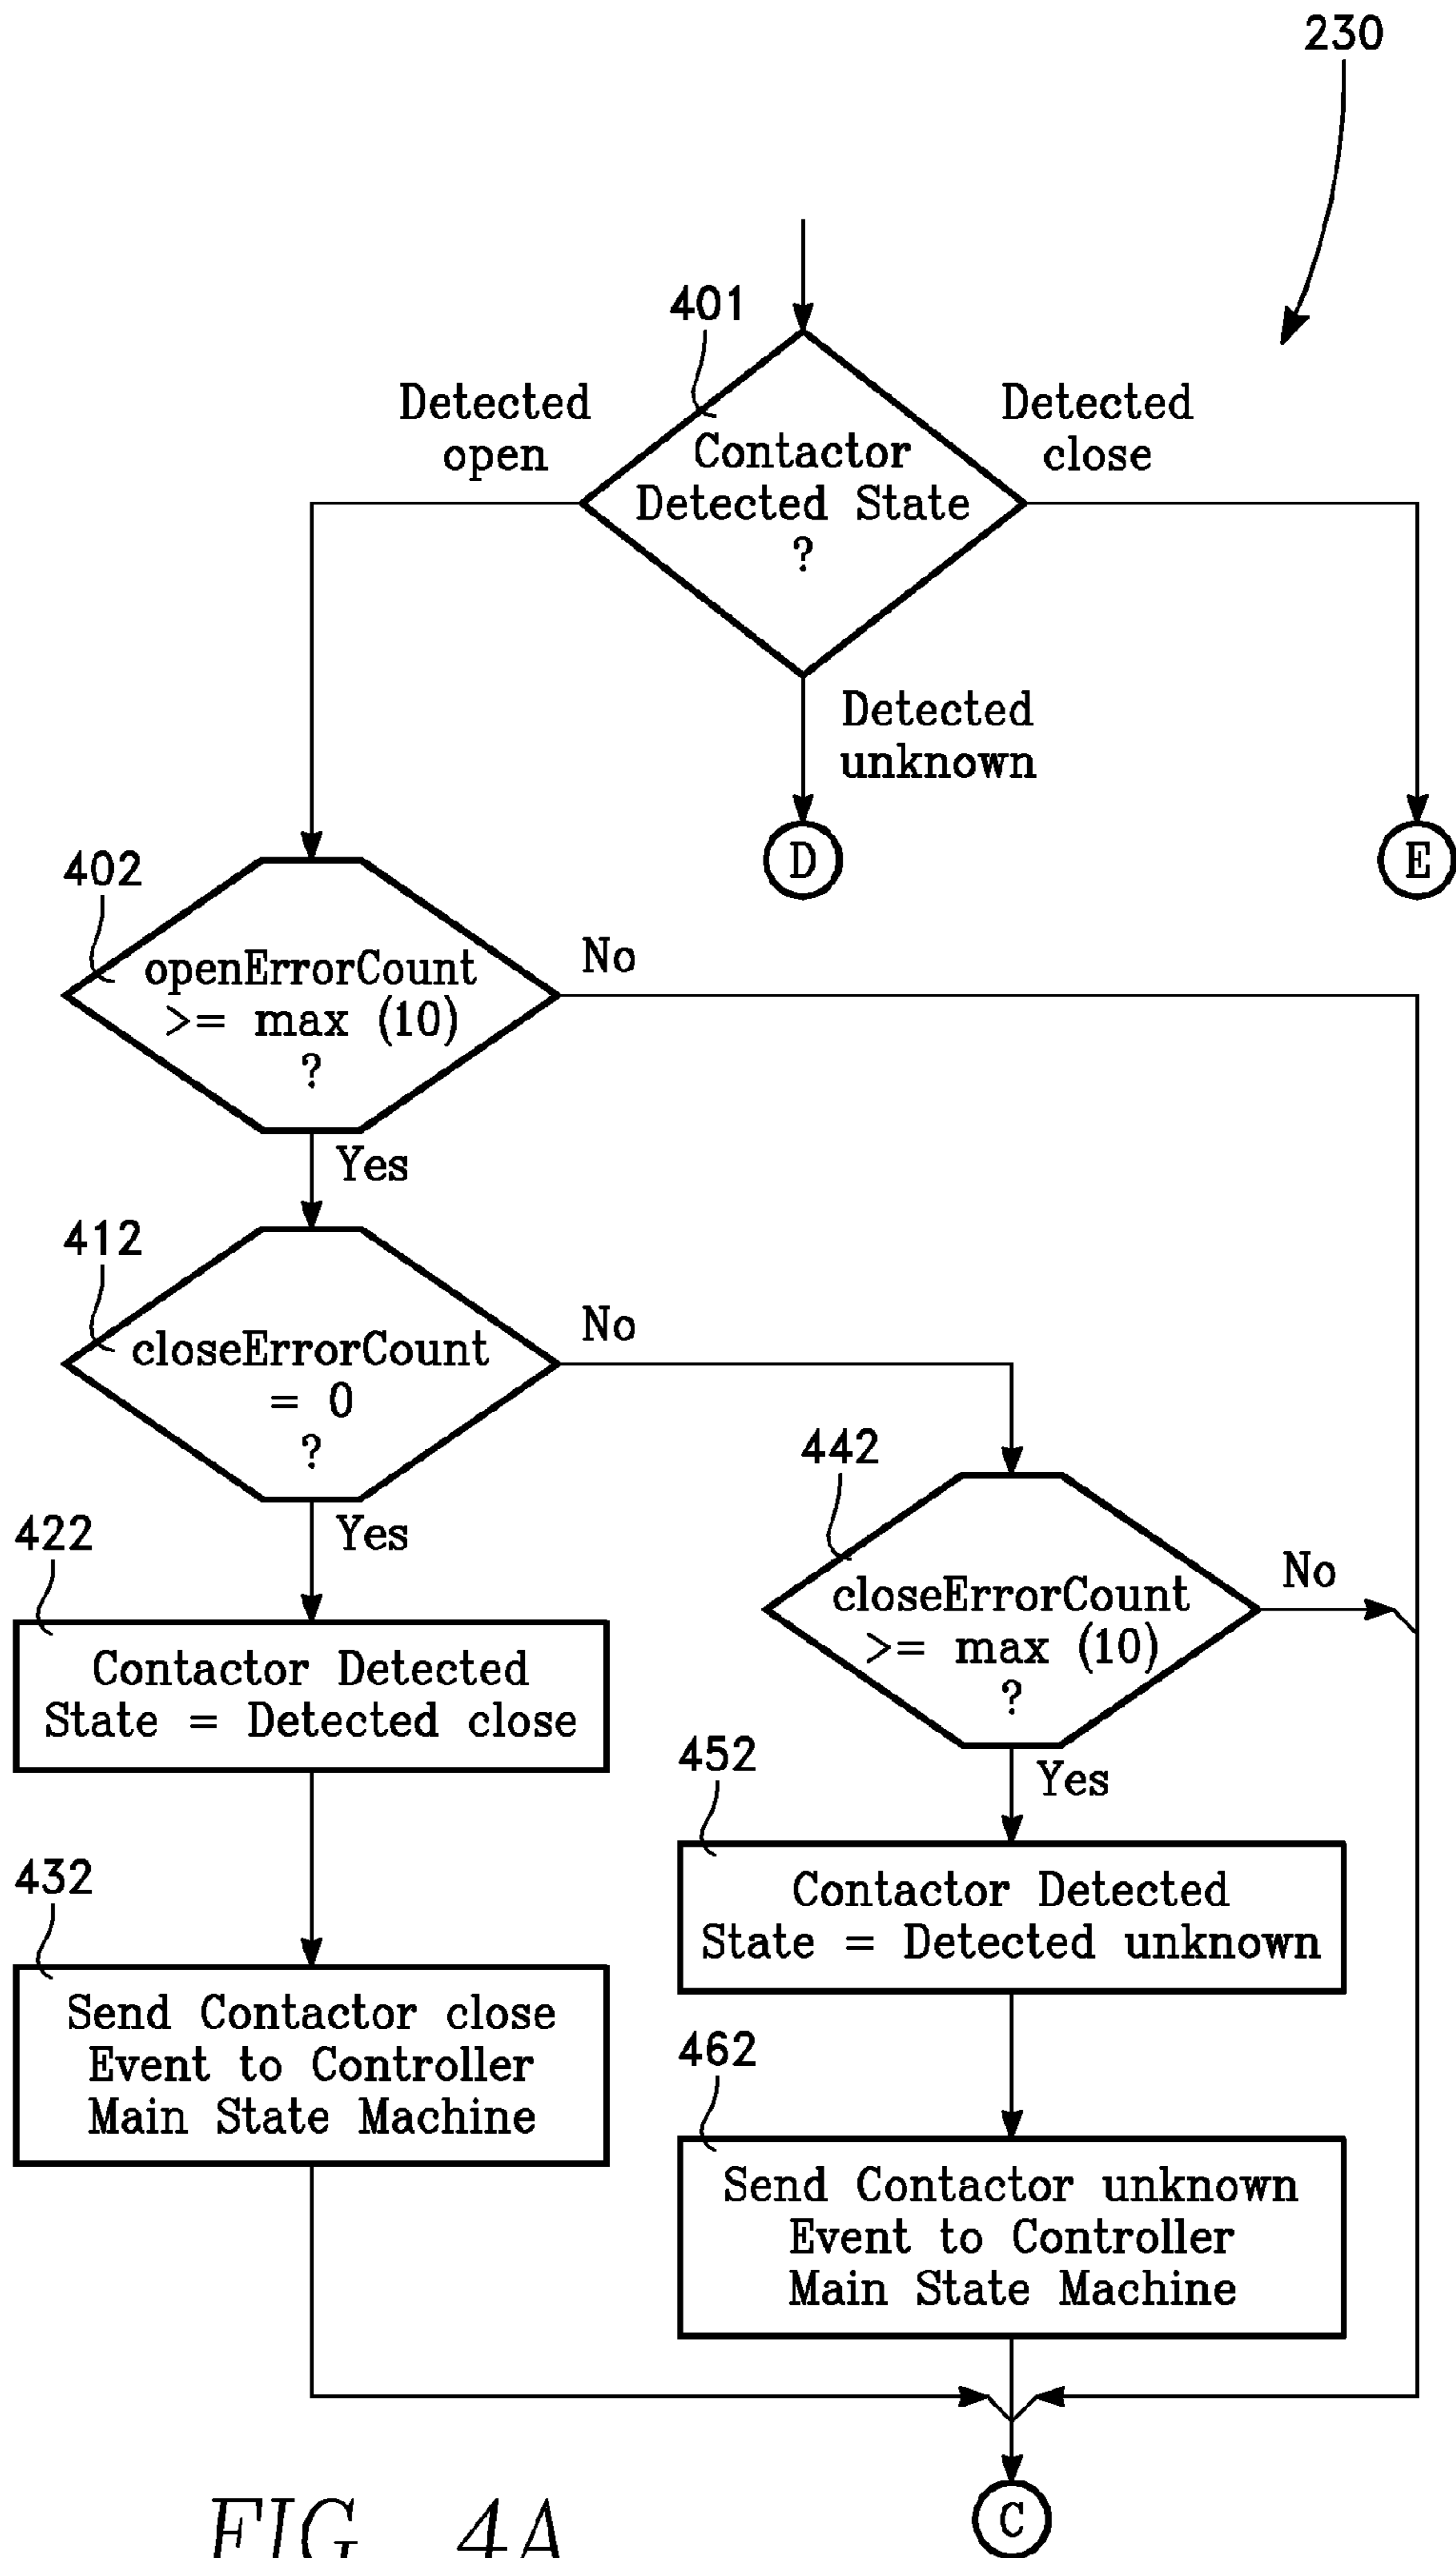 230
401
Detected
open
Contactor
Detected State
?
Detected
close
Detected
unknown
D
E
402
openErrorCount
>= max (10)
?
No
Yes
412
closeErrorCount
= 0
?
No
Yes
442
closeErrorCount
>= max (10)
?
No
Yes
422
Contactor Detected
State = Detected close
452
Contactor Detected
State = Detected unknown
432
Send Contactor close
Event to Controller
Main State Machine
462
Send Contactor unknown
Event to Controller
Main State Machine
C
FIG. 4A